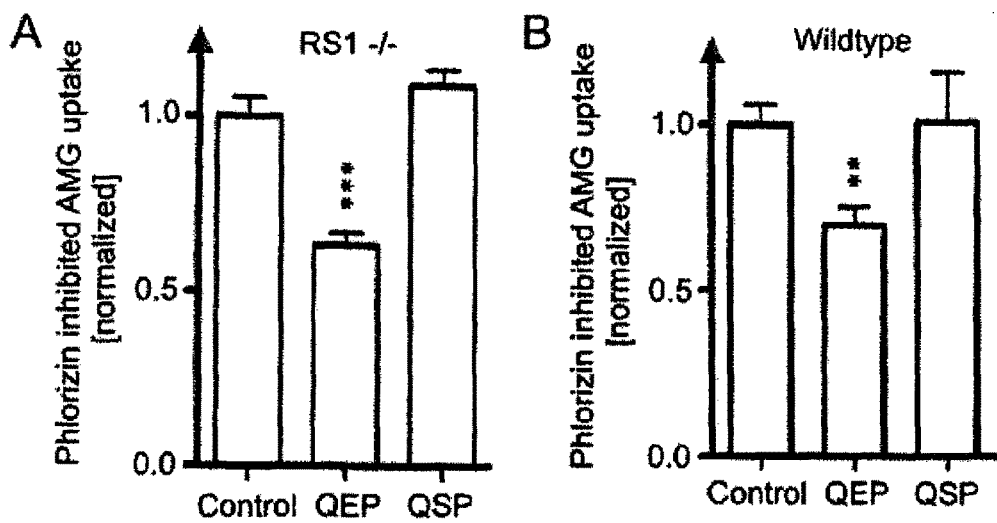 A
RS1 -/-
Phlorizin inhibited AMG uptake
[normalized]
1.0
0.5
0.0
***
Control QEP QSP
B
Wildtype
Phlorizin inhibited AMG uptake
[normalized]
1.0
0.5
0.0
**
Control QEP QSP